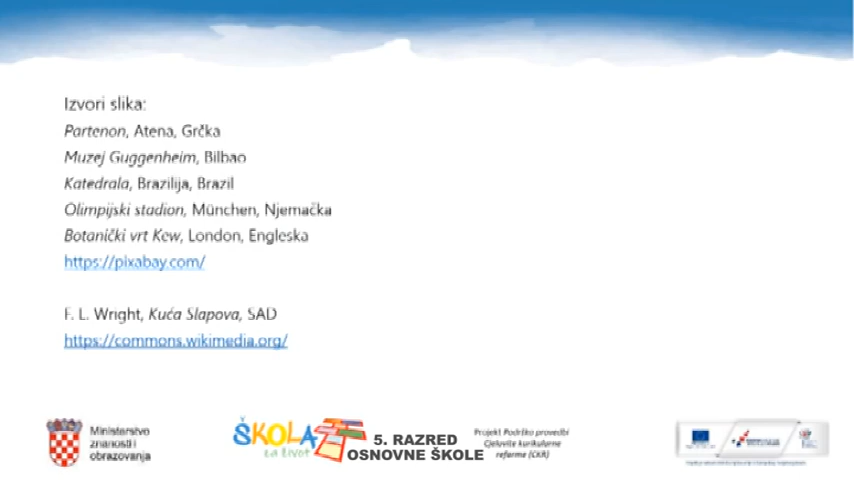 Izvori slika:
Partenon, Atena, Grčka
Muzej Guggenheim, Bilbao
Katedrala, Brazilija, Brazil
Olimpijski stadion, München, Njemačka
Botanički vrt Kew, London, Engleska
https://pixabay.com/
F. L. Wright, Kuća Slapova, SAD
https://commons.wikimedia.org/
Ministarstvo
znanosti i
obrazovanja
ŠKOLA
za život
5. RAZRED
OSNOVNE ŠKOLE
Projekt Podrška provedbi
Cjelovite kurikularne
reforme (CKR)